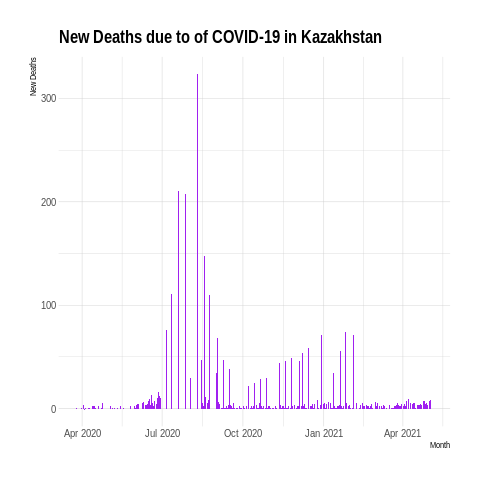 New Deaths due to of COVID-19 in Kazakhstan
New Deaths
300
200
100
0
Apr 2020 Jul 2020 Oct 2020 Jan 2021 Apr 2021
Month